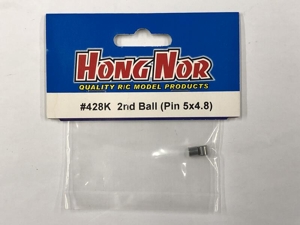 HONG NOR
QUALITY R/C MODEL PRODUCTS
#428K 2nd Ball (Pin 5x4.8)